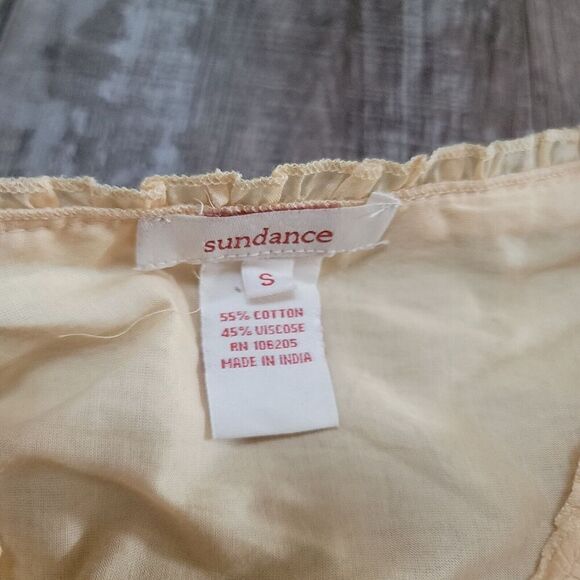 sundance
S
55% COTTON
45% VISCOSE
RN 106205
MADE IN INDIA